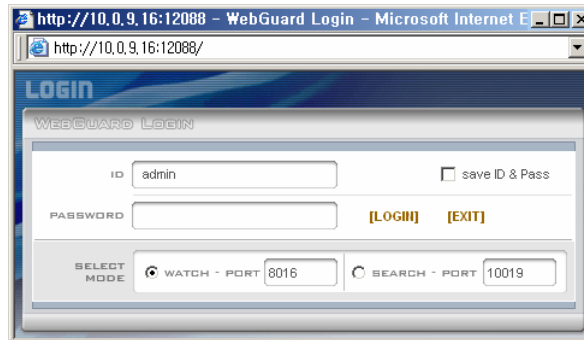 http://10.0.9.16:12088 - WebGuard Login - Microsoft Internet E
http://10.0.9.16:12088/
LOGIN
WEBGUARD LOGIN
ID admin save ID & Pass
PASSWORD [LOGIN] [EXIT]
SELECT MODE WATCH - PORT 8016 SEARCH - PORT 10019